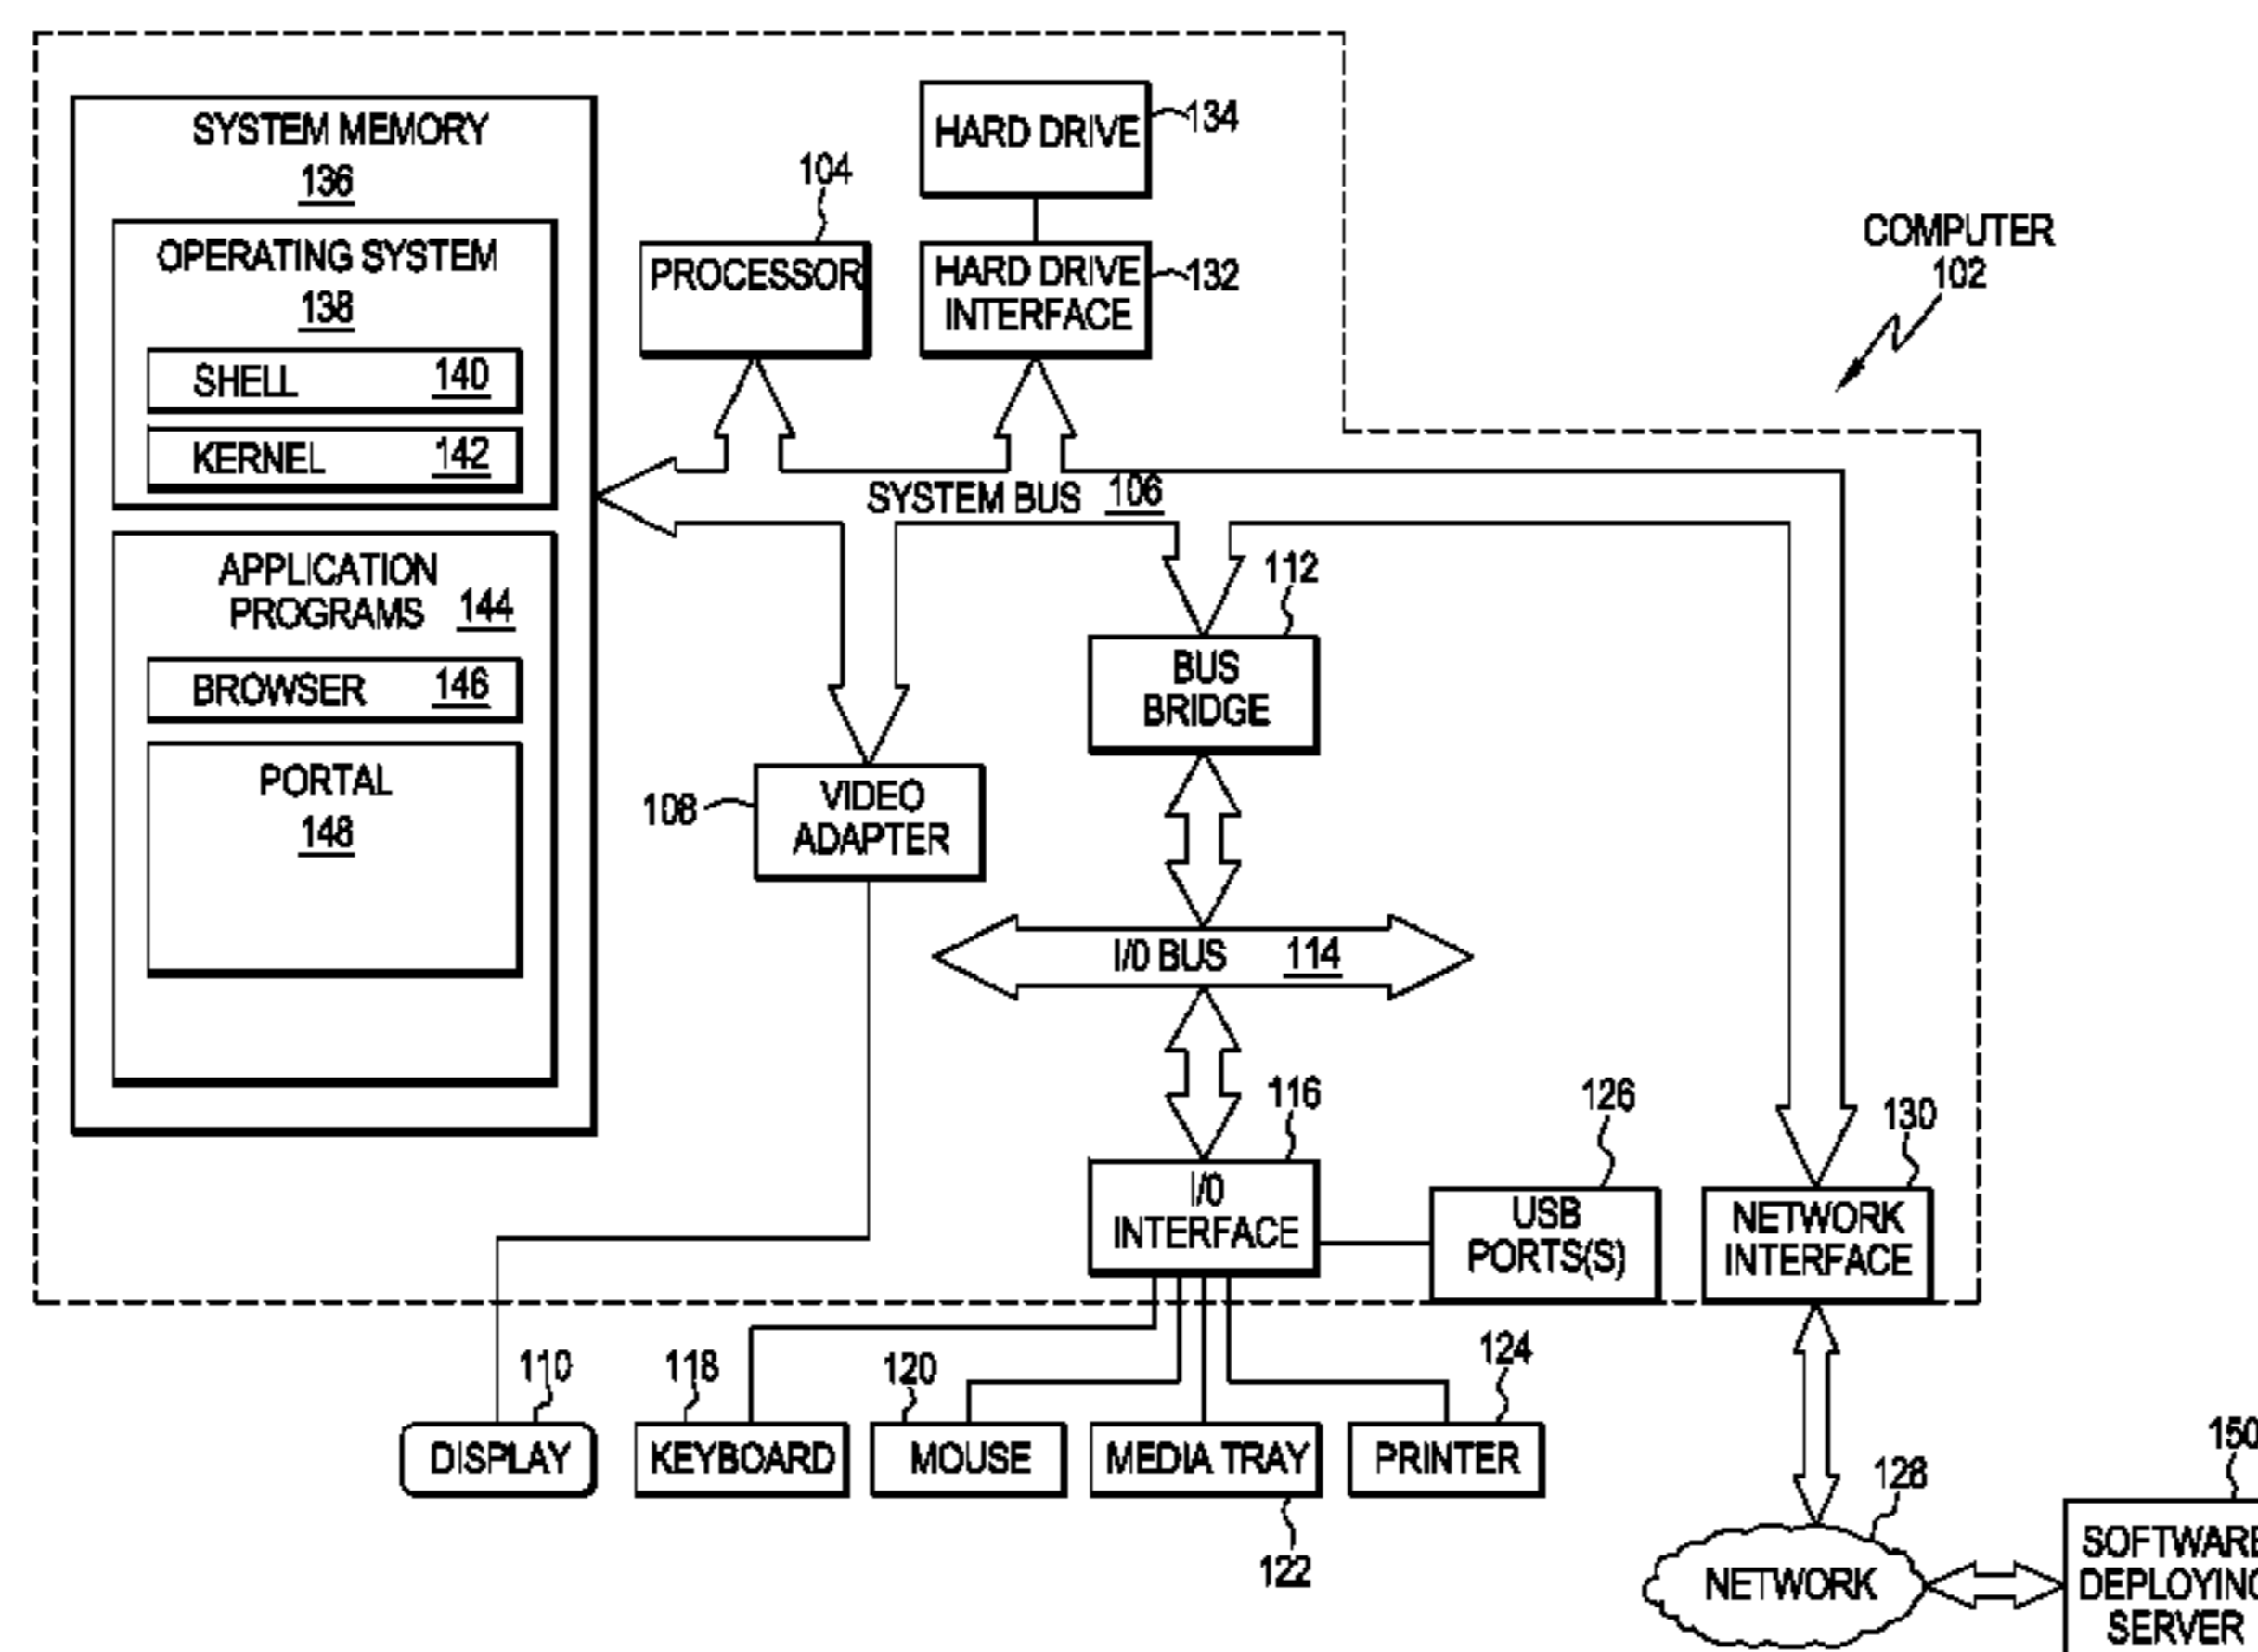 SYSTEM MEMORY
136
OPERATING SYSTEM
138
SHELL 140
KERNEL 142
APPLICATION
PROGRAMS 144
BROWSER 146
PORTAL
148
104
PROCESSOR
HARD DRIVE
134
HARD DRIVE
INTERFACE
132
COMPUTER
102
SYSTEM BUS 106
112
BUS
BRIDGE
108
VIDEO
ADAPTER
I/O BUS 114
116
I/O
INTERFACE
126
USB
PORTS(S)
130
NETWORK
INTERFACE
110
DISPLAY
118
KEYBOARD
120
MOUSE
MEDIA TRAY
122
124
PRINTER
128
NETWORK
150
SOFTWARE
DEPLOYING
SERVER